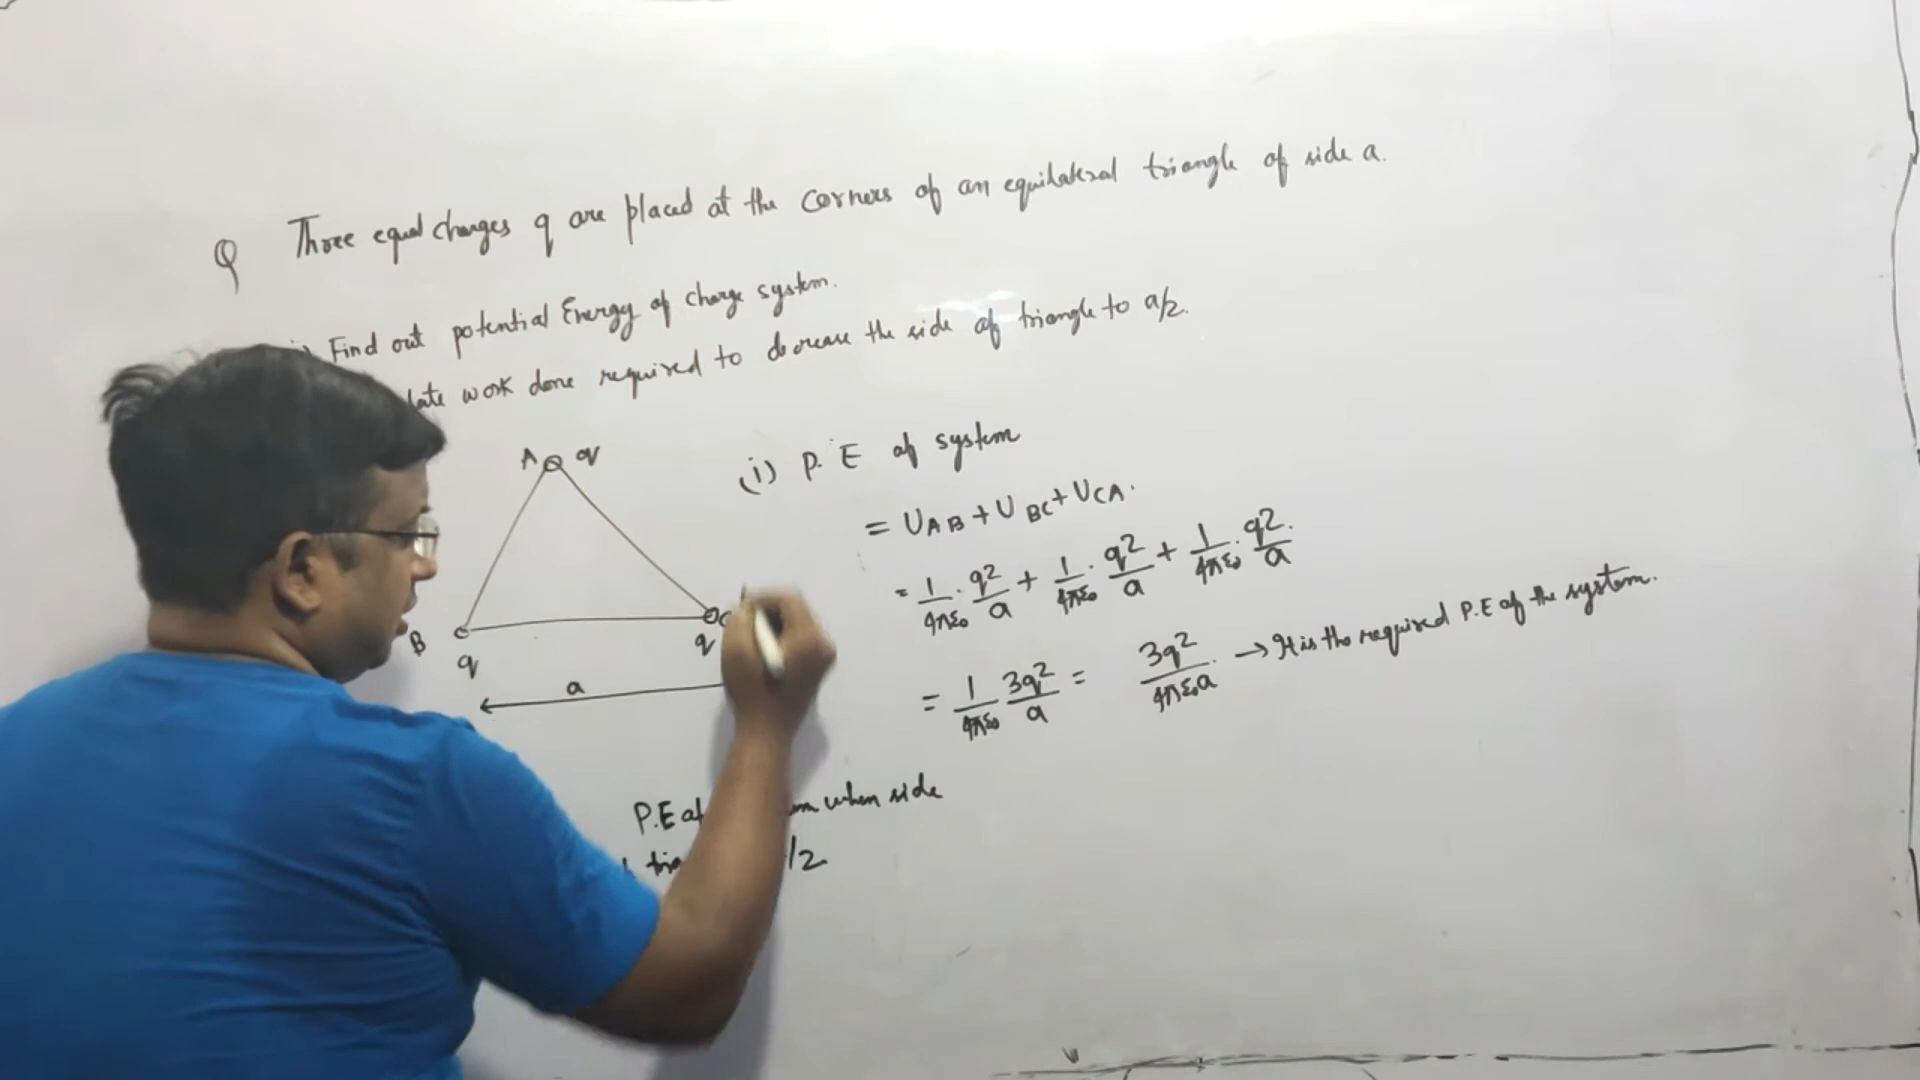 Q Three equal charges q are placed at the corners of an equilateral triangle of side a.
Find out potential Energy of charge system.
late work done required to decrease the side of triangle to a/2.
A q
B
q
C
q
a
(i) P.E of system
= UAB + UBC + UCA.
= 1/4πε₀ · q²/a + 1/4πε₀ · q²/a + 1/4πε₀ · q²/a
= 1/4πε₀ 3q²/a = 3q²/4πε₀a → It is the required P.E of the system.
P.E of when side
/2